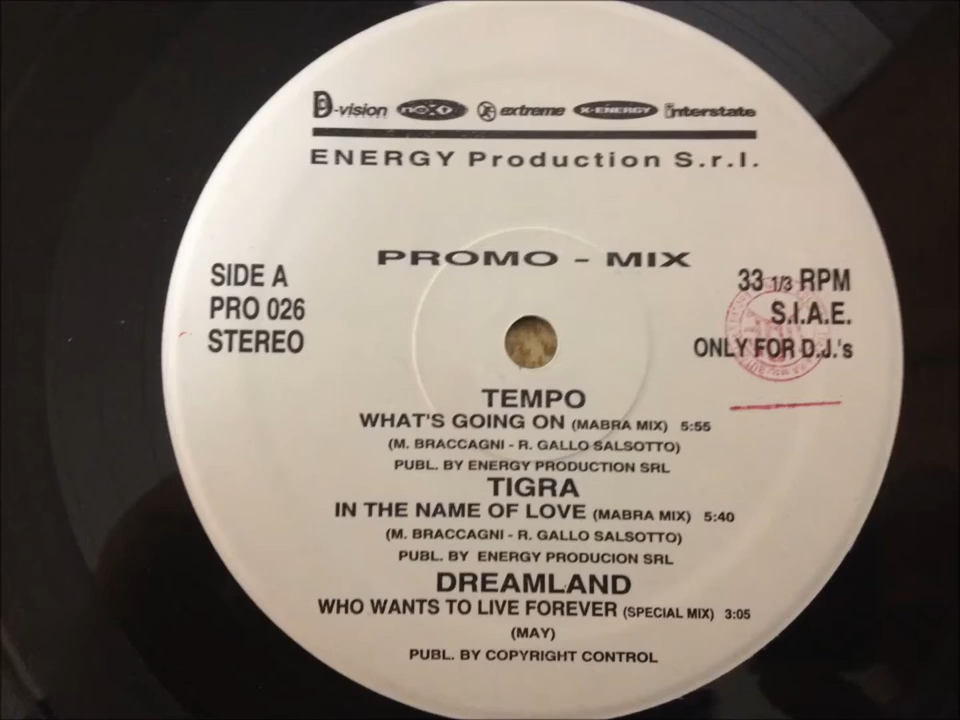 D-vision next extreme X-ENERGY interstate
ENERGY Production S.r.l.
PROMO - MIX
SIDE A
PRO 026
STEREO
33 1/3 RPM
S.I.A.E.
ONLY FOR D.J.'s
TEMPO
WHAT'S GOING ON (MABRA MIX) 5:55
(M. BRACCAGNI - R. GALLO SALSOTTO)
PUBL. BY ENERGY PRODUCTION SRL
TIGRA
IN THE NAME OF LOVE (MABRA MIX) 5:40
(M. BRACCAGNI - R. GALLO SALSOTTO)
PUBL. BY ENERGY PRODUCION SRL
DREAMLAND
WHO WANTS TO LIVE FOREVER (SPECIAL MIX) 3:05
(MAY)
PUBL. BY COPYRIGHT CONTROL